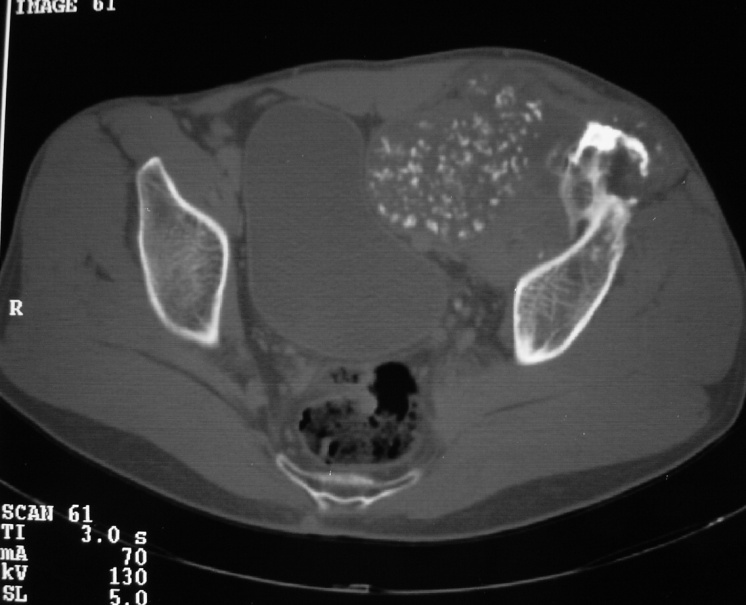 IMAGE 61
R
SCAN 61
TI 3.0 s
mA 70
kV 130
SL 5.0